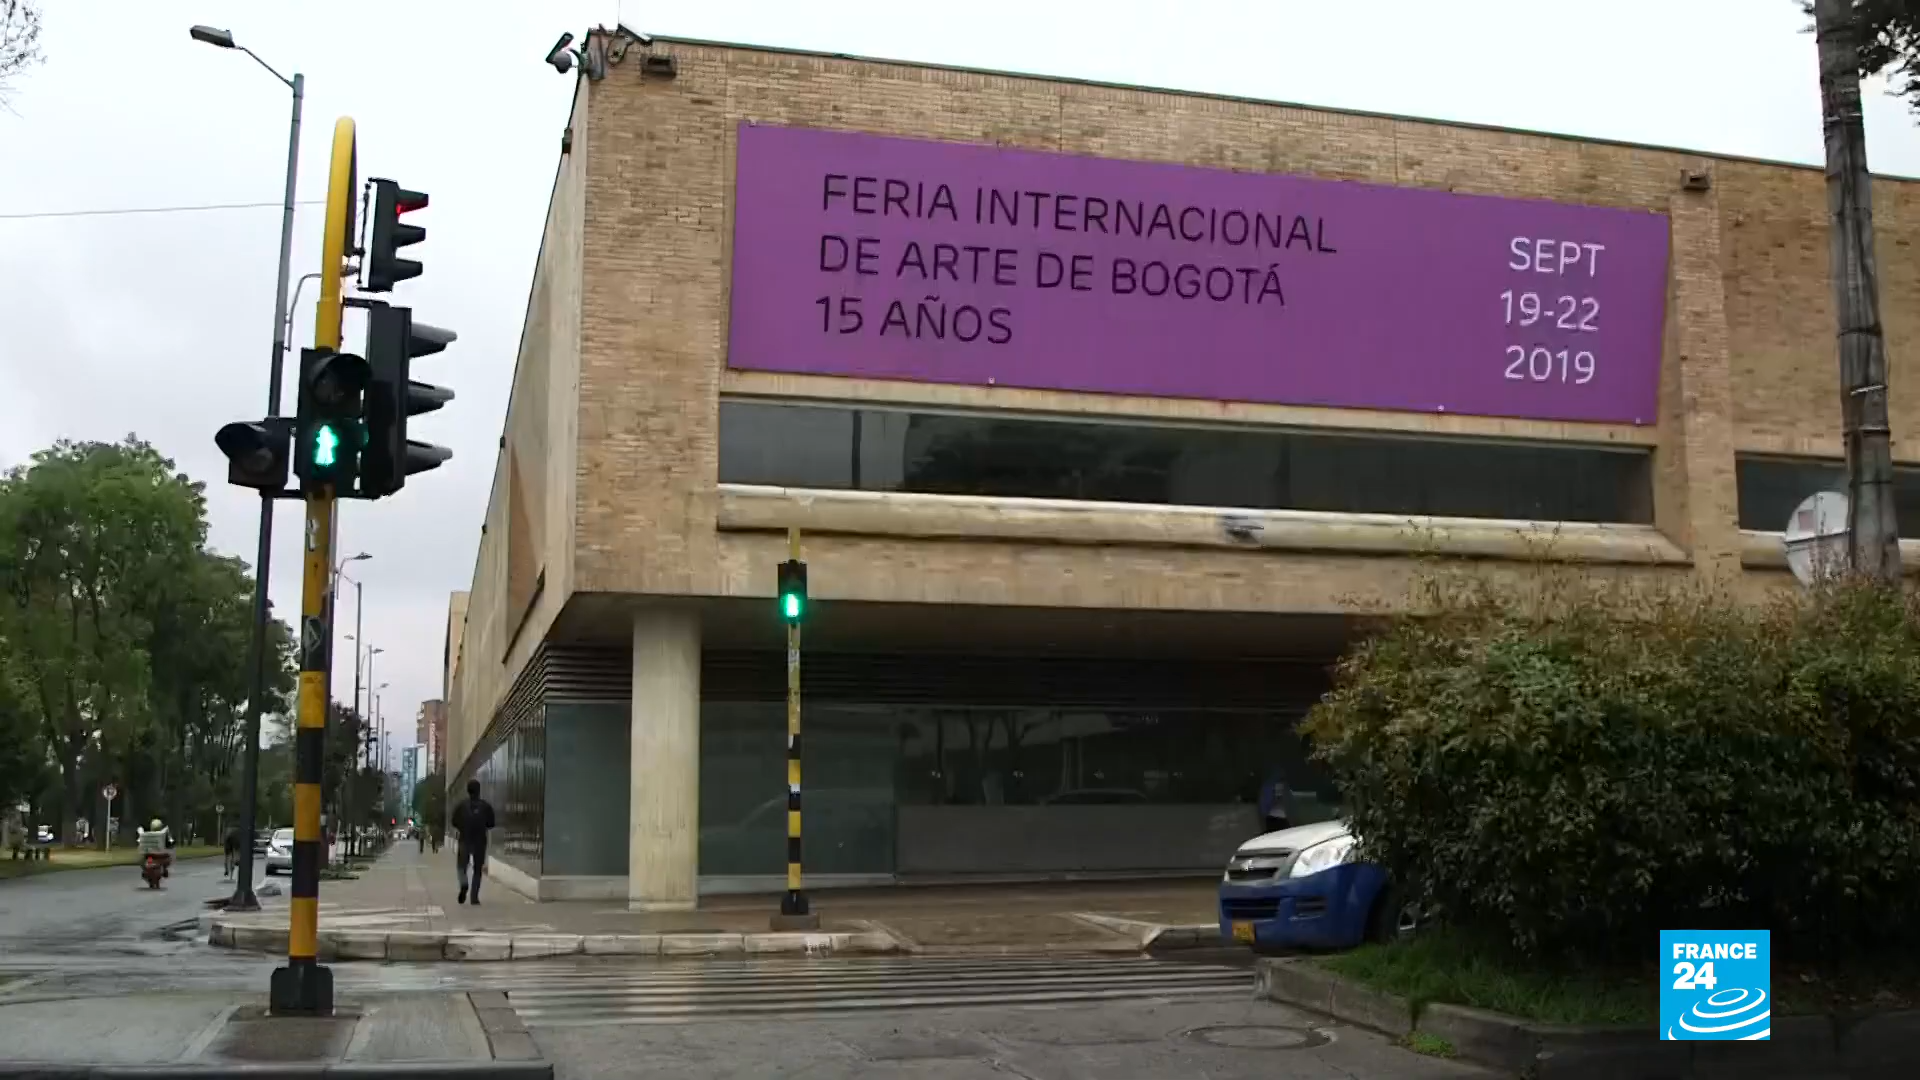 FERIA INTERNACIONAL
DE ARTE DE BOGOTÁ
15 AÑOS
SEPT
19-22
2019
FRANCE
24